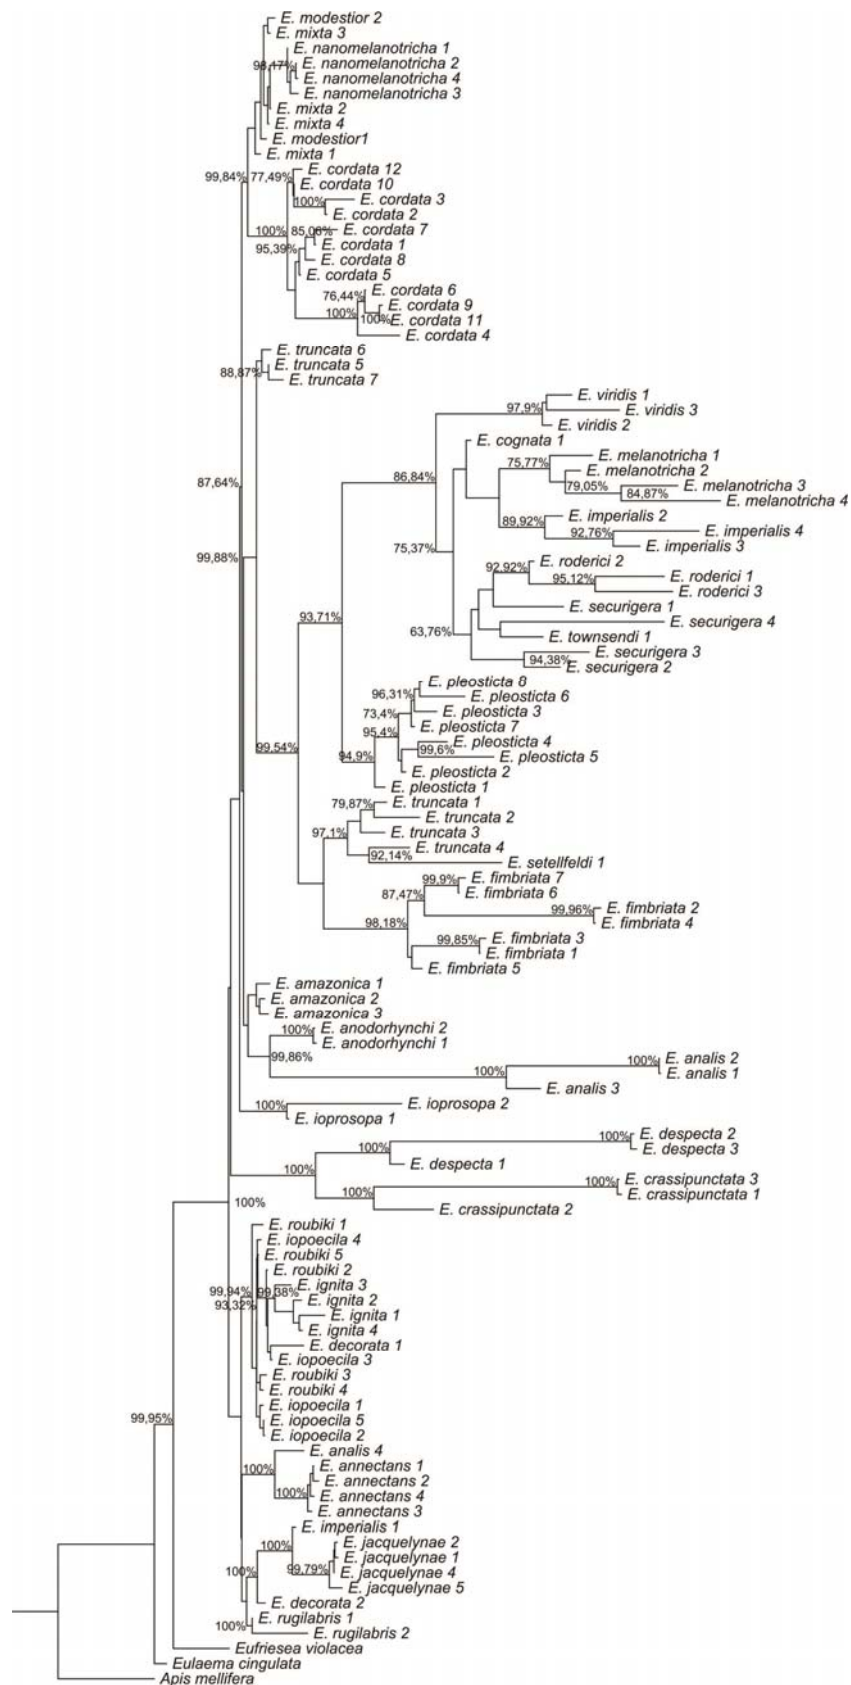 E. modestior 2
E. mixta 3
E. nanomelanotricha 1
98,17%
E. nanomelanotricha 2
E. nanomelanotricha 4
E. nanomelanotricha 3
E. mixta 2
E. mixta 4
E. modestior1
E. mixta 1
E. cordata 12
99,84% 77,49%
E. cordata 10
100% E. cordata 3
E. cordata 2
100% 85,06% E. cordata 7
E. cordata 1
95,39%
E. cordata 8
E. cordata 5
E. cordata 6
76,44% E. cordata 9
100% 100% E. cordata 11
E. cordata 4
E. truncata 6
E. truncata 5
88,87%
E. truncata 7
E. viridis 1
97,9% E. viridis 3
E. viridis 2
E. cognata 1
E. melanotricha 1
75,77%
E. melanotricha 2
86,84%
87,64%
79,05% E. melanotricha 3
84,87% E. melanotricha 4
E. imperialis 2
89,92%
92,76% E. imperialis 4
E. imperialis 3
75,37%
99,88%
E. roderici 2
92,92%
95,12% E. roderici 1
E. roderici 3
E. securigera 1
93,71%
E. securigera 4
63,76%
E. townsendi 1
E. securigera 3
94,38% E. securigera 2
E. pleosticta 8
96,31% E. pleosticta 6
73,4% E. pleosticta 3
E. pleosticta 7
95,4%
E. pleosticta 4
99,54%
99,6% E. pleosticta 5
94,9%
E. pleosticta 2
E. pleosticta 1
79,87% E. truncata 1
E. truncata 2
97,1% E. truncata 3
E. truncata 4
92,14%
E. setellfeldi 1
99,9% E. fimbriata 7
E. fimbriata 6
87,47%
99,96% E. fimbriata 2
E. fimbriata 4
98,18%
99,85% E. fimbriata 3
E. fimbriata 1
E. fimbriata 5
E. amazonica 1
E. amazonica 2
E. amazonica 3
100% E. anodorhynchi 2
E. anodorhynchi 1
99,86%
100% E. analis 2
100% E. analis 1
E. analis 3
100% E. ioprosopa 2
E. ioprosopa 1
100% E. despecta 2
100% E. despecta 3
E. despecta 1
100%
100% E. crassipunctata 3
100% E. crassipunctata 1
100%
E. crassipunctata 2
E. roubiki 1
E. iopoecila 4
E. roubiki 5
E. roubiki 2
99,94% 99,38% E. ignita 3
93,32%
E. ignita 2
E. ignita 1
E. ignita 4
E. decorata 1
E. iopoecila 3
E. roubiki 3
E. roubiki 4
E. iopoecila 1
99,95%
E. iopoecila 5
E. iopoecila 2
E. analis 4
100% E. annectans 1
E. annectans 2
100% E. annectans 4
E. annectans 3
E. imperialis 1
100% E. jacquelynae 2
E. jacquelynae 1
99,79%
100% E. jacquelynae 4
E. jacquelynae 5
E. decorata 2
E. rugilabris 1
100%
E. rugilabris 2
Eufriesea violacea
Eulaema cingulata
Apis mellifera